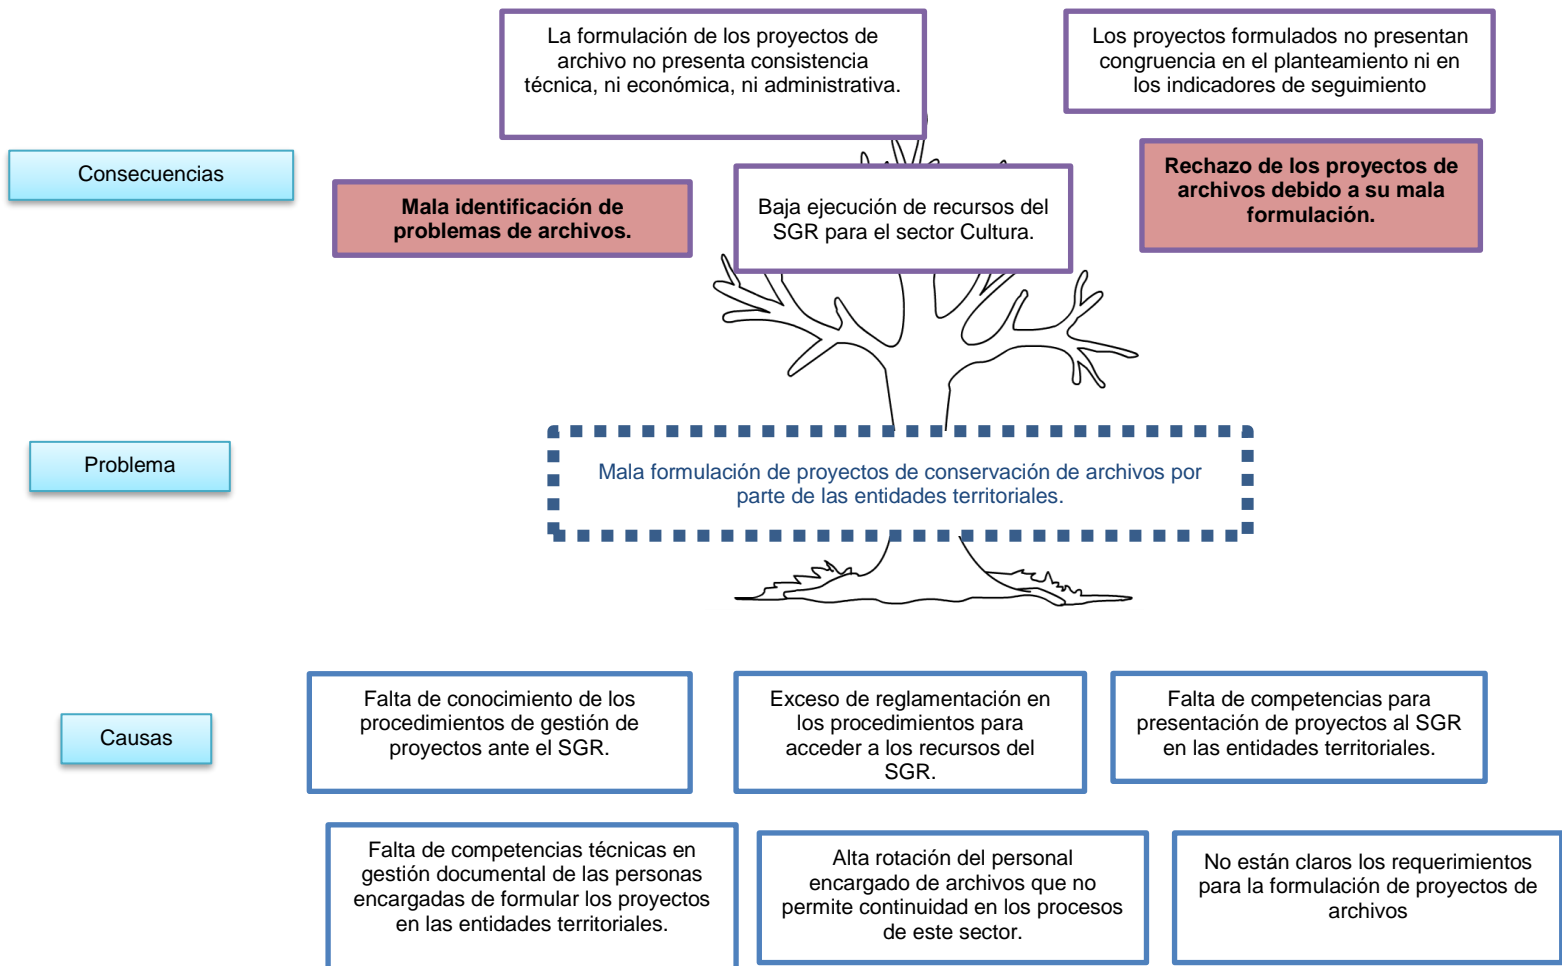 La formulación de los proyectos de
archivo no presenta consistencia
técnica, ni económica, ni administrativa.
Los proyectos formulados no presentan
congruencia en el planteamiento ni en
los indicadores de seguimiento
Consecuencias
Mala identificación de
problemas de archivos.
Baja ejecución de recursos del
SGR para el sector Cultura.
Rechazo de los proyectos de
archivos debido a su mala
formulación.
Problema
Mala formulación de proyectos de conservación de archivos por
parte de las entidades territoriales.
Causas
Falta de conocimiento de los
procedimientos de gestión de
proyectos ante el SGR.
Exceso de reglamentación en
los procedimientos para
acceder a los recursos del
SGR.
Falta de competencias para
presentación de proyectos al SGR
en las entidades territoriales.
Falta de competencias técnicas en
gestión documental de las personas
encargadas de formular los proyectos
en las entidades territoriales.
Alta rotación del personal
encargado de archivos que no
permite continuidad en los procesos
de este sector.
No están claros los requerimientos
para la formulación de proyectos de
archivos